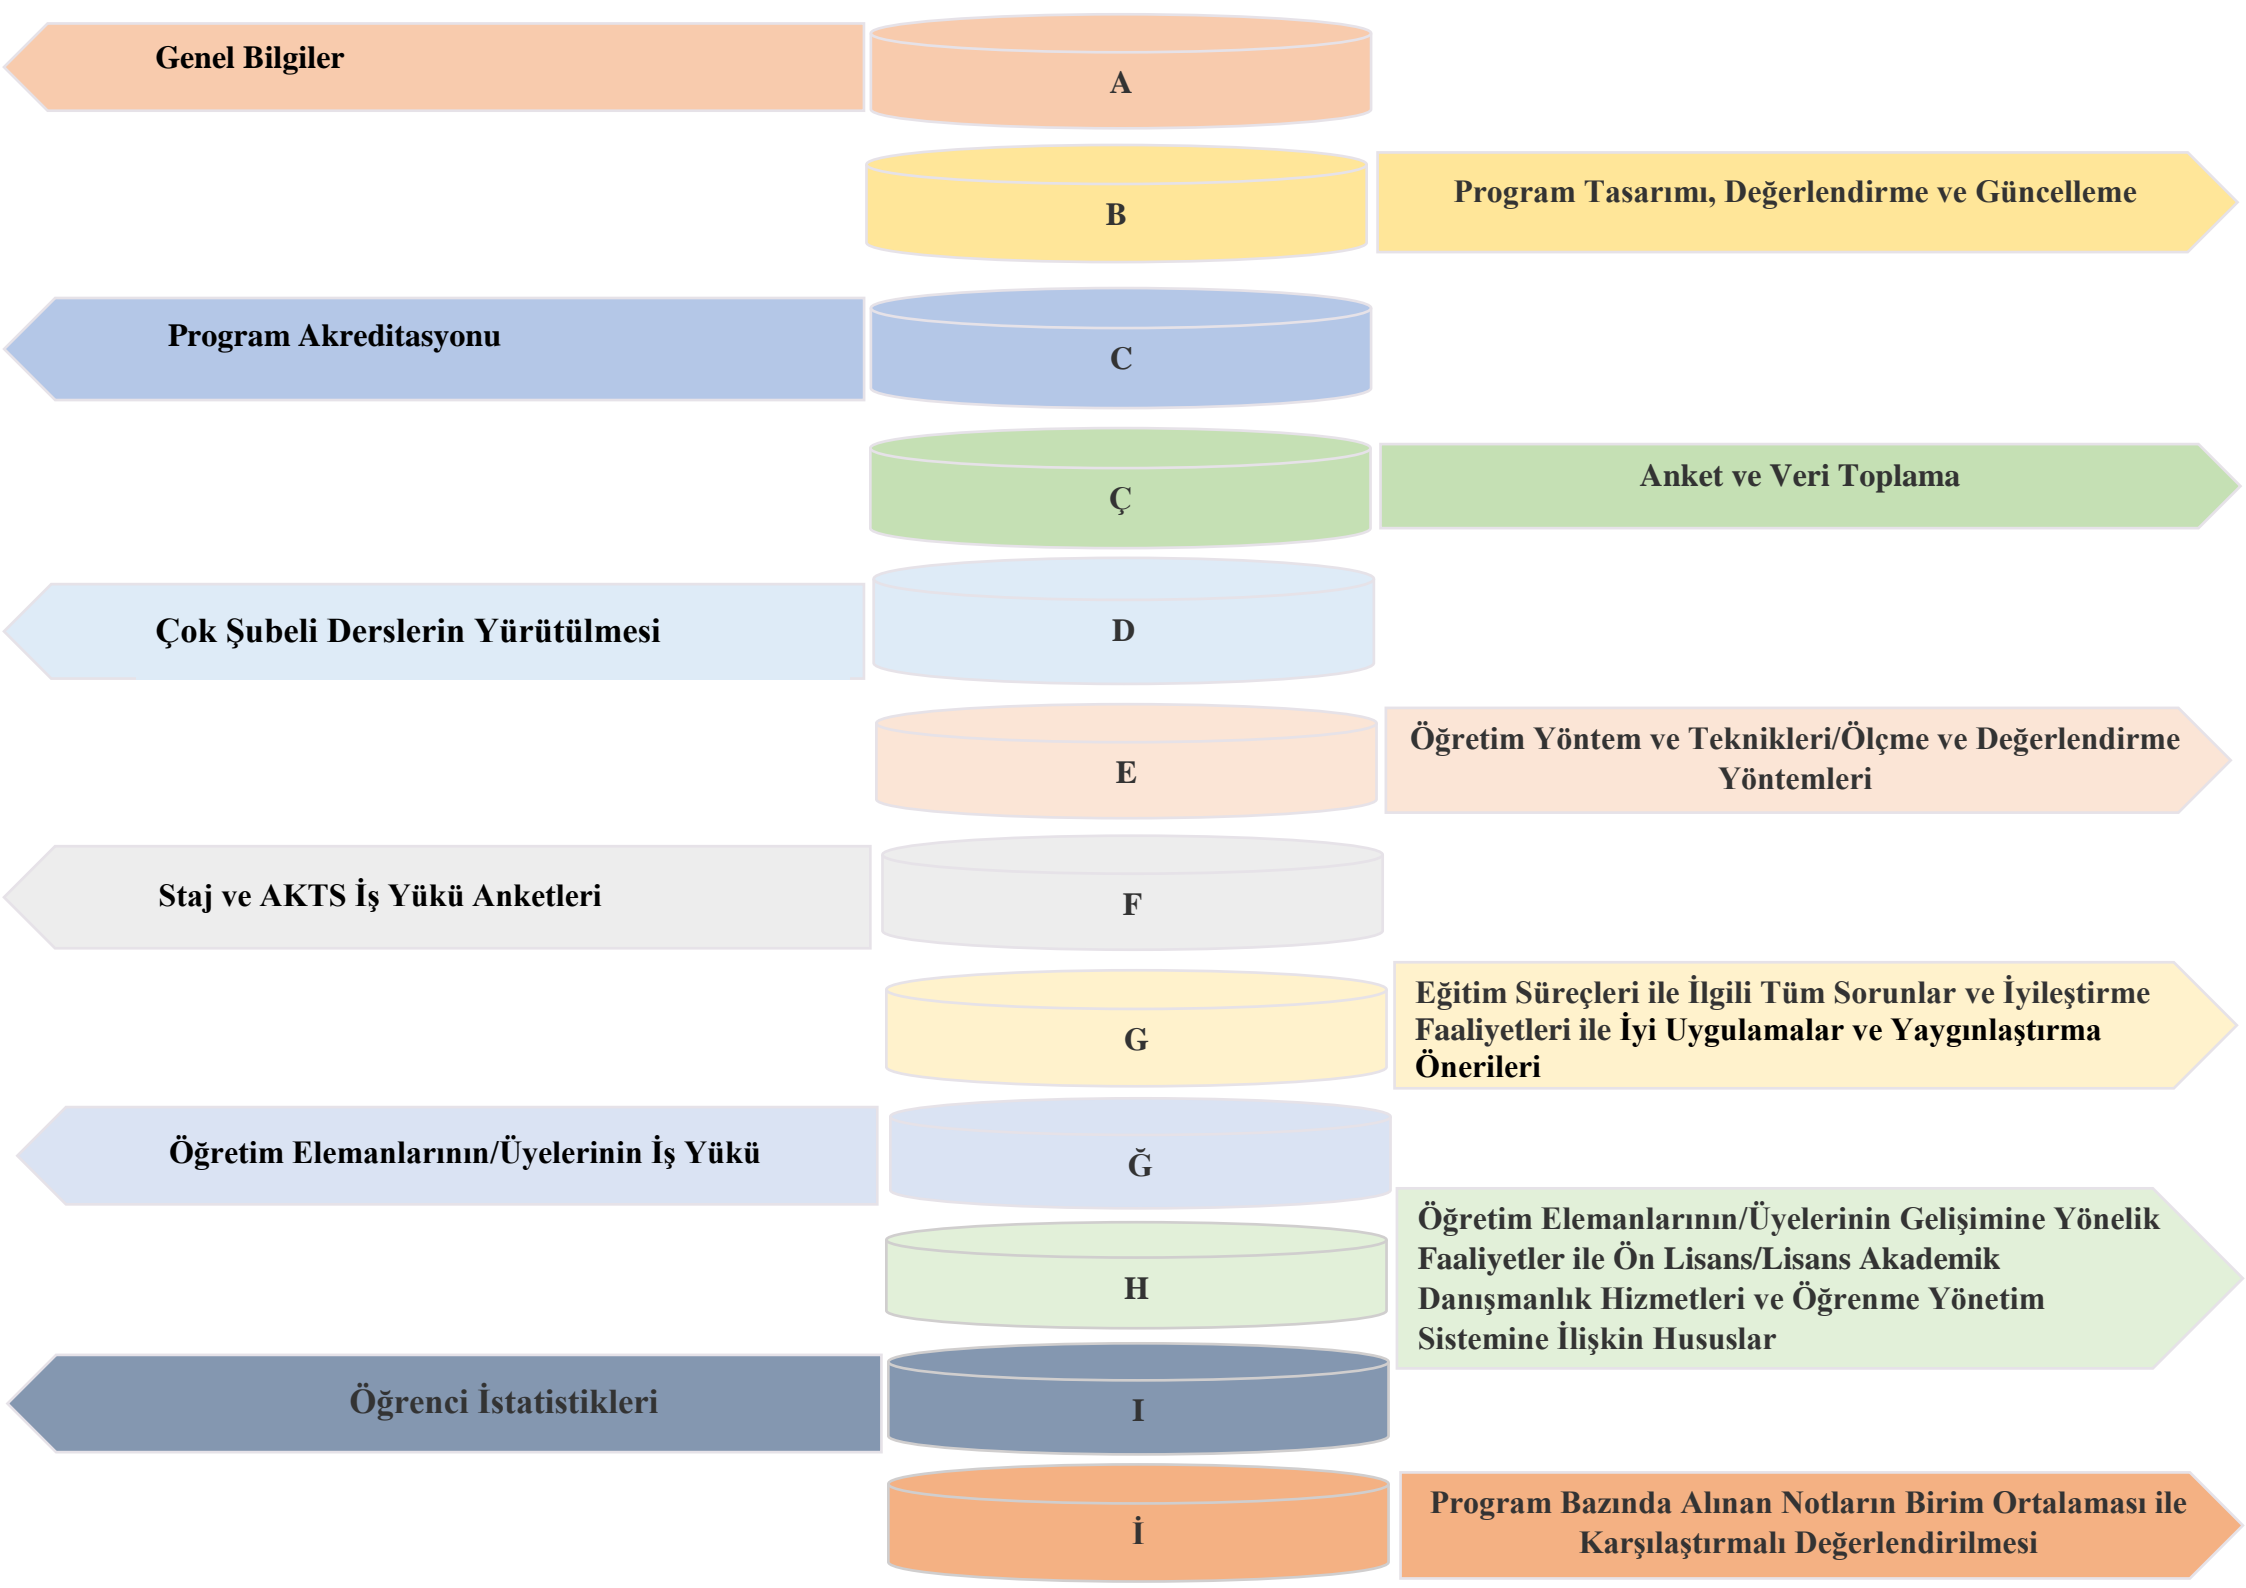 Genel Bilgiler
A
B
Program Tasarımı, Değerlendirme ve Güncelleme
Program Akreditasyonu
C
Ç
Anket ve Veri Toplama
Çok Şubeli Derslerin Yürütülmesi
D
E
Öğretim Yöntem ve Teknikleri/Ölçme ve Değerlendirme
Yöntemleri
Staj ve AKTS İş Yükü Anketleri
F
G
Eğitim Süreçleri ile İlgili Tüm Sorunlar ve İyileştirme
Faaliyetleri ile İyi Uygulamalar ve Yaygınlaştırma
Önerileri
Öğretim Elemanlarının/Üyelerinin İş Yükü
Ğ
H
Öğretim Elemanlarının/Üyelerinin Gelişimine Yönelik
Faaliyetler ile Ön Lisans/Lisans Akademik
Danışmanlık Hizmetleri ve Öğrenme Yönetim
Sistemine İlişkin Hususlar
Öğrenci İstatistikleri
I
İ
Program Bazında Alınan Notların Birim Ortalaması ile
Karşılaştırmalı Değerlendirilmesi